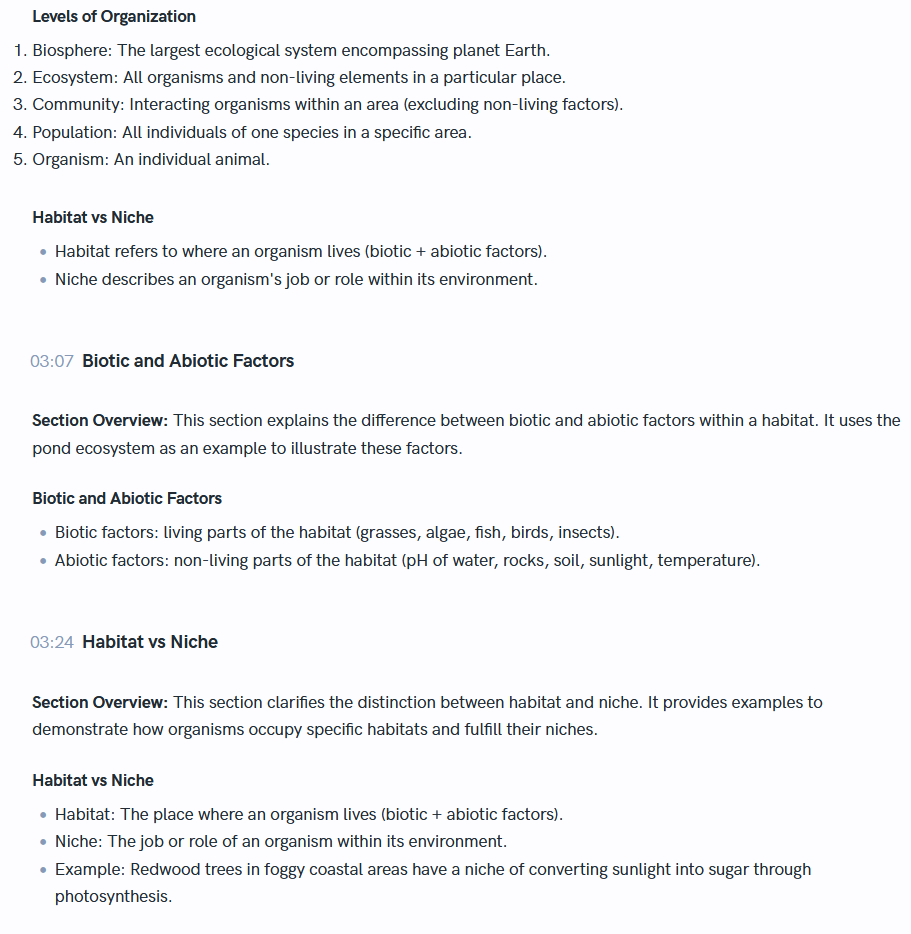 Levels of Organization
1. Biosphere: The largest ecological system encompassing planet Earth.
2. Ecosystem: All organisms and non-living elements in a particular place.
3. Community: Interacting organisms within an area (excluding non-living factors).
4. Population: All individuals of one species in a specific area.
5. Organism: An individual animal.
Habitat vs Niche
• Habitat refers to where an organism lives (biotic + abiotic factors).
• Niche describes an organism's job or role within its environment.
03:07 Biotic and Abiotic Factors
Section Overview: This section explains the difference between biotic and abiotic factors within a habitat. It uses the
pond ecosystem as an example to illustrate these factors.
Biotic and Abiotic Factors
• Biotic factors: living parts of the habitat (grasses, algae, fish, birds, insects).
• Abiotic factors: non-living parts of the habitat (pH of water, rocks, soil, sunlight, temperature).
03:24 Habitat vs Niche
Section Overview: This section clarifies the distinction between habitat and niche. It provides examples to
demonstrate how organisms occupy specific habitats and fulfill their niches.
Habitat vs Niche
• Habitat: The place where an organism lives (biotic + abiotic factors).
• Niche: The job or role of an organism within its environment.
• Example: Redwood trees in foggy coastal areas have a niche of converting sunlight into sugar through
photosynthesis.